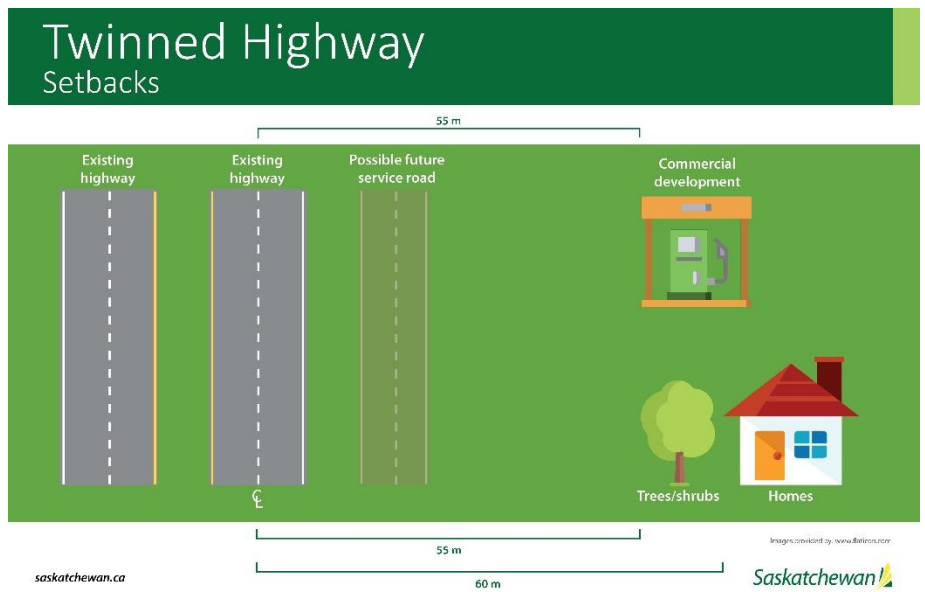 Twinned Highway
Setbacks
55 m
Existing
highway
Existing
highway
Possible future
service road
Commercial
development
℄
Trees/shrubs
Homes
55 m
60 m
Images provided by: www.flaticon.com
saskatchewan.ca
Saskatchewan